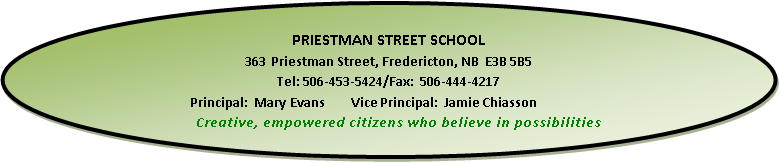 PRIESTMAN STREET SCHOOL
363 Priestman Street, Fredericton, NB E3B 5B5
Tel: 506-453-5424/Fax: 506-444-4217
Principal: Mary Evans Vice Principal: Jamie Chiasson
Creative, empowered citizens who believe in possibilities